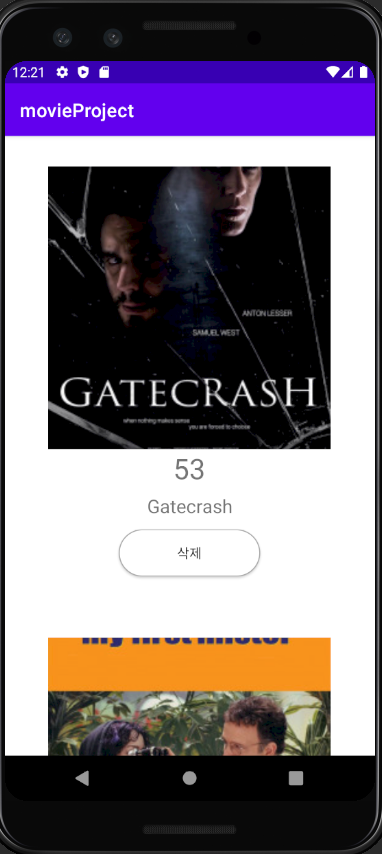 12:21
movieProject
ANTON LESSER
SAMUEL WEST
GATECRASH
when nothing makes sense
you are forced to choose
53
Gatecrash
삭제
my first mister